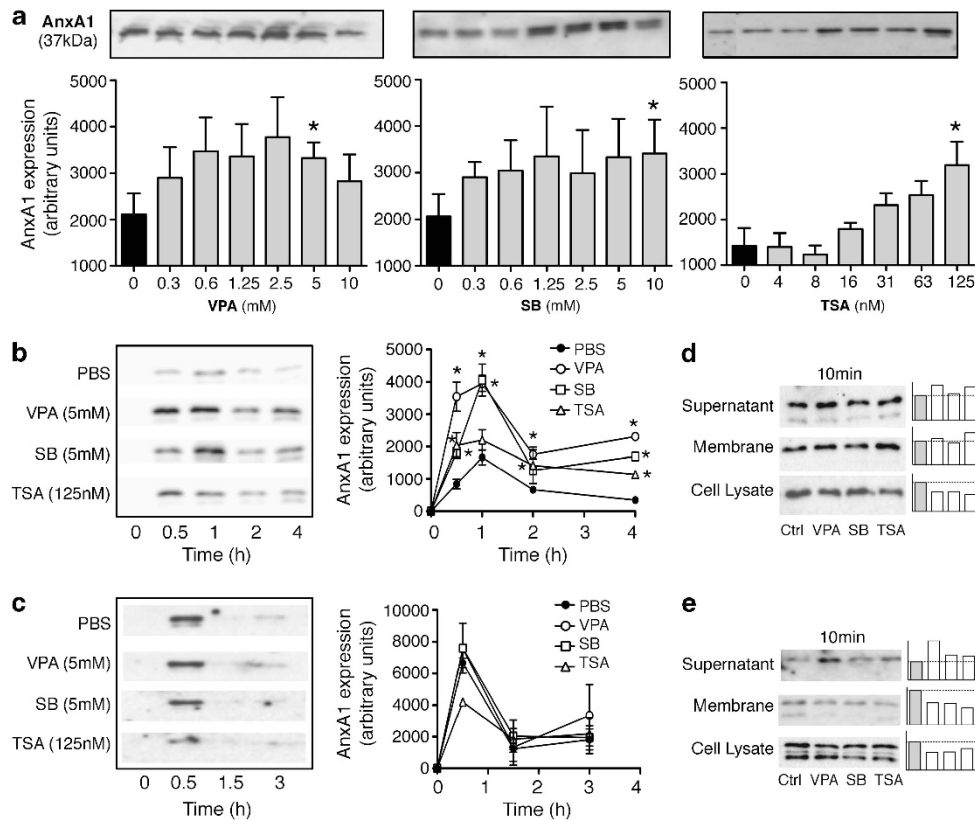 a
AnxA1
(37kDa)
AnxA1 expression
(arbitrary units)
5000
4000
3000
2000
1000
*
0 0.3 0.6 1.25 2.5 5 10
VPA (mM)
5000
4000
3000
2000
1000
*
0 0.3 0.6 1.25 2.5 5 10
SB (mM)
5000
4000
3000
2000
1000
*
0 4 8 16 31 63 125
TSA (nM)
b
PBS
VPA (5mM)
SB (5mM)
TSA (125nM)
0 0.5 1 2 4
Time (h)
AnxA1 expression
(arbitrary units)
5000
4000
3000
2000
1000
0
* * * * * * * * * *
PBS
VPA
SB
TSA
0 1 2 3 4
Time (h)
d
10min
Supernatant
Membrane
Cell Lysate
Ctrl VPA SB TSA
c
PBS
VPA (5mM)
SB (5mM)
TSA (125nM)
0 0.5 1.5 3
Time (h)
AnxA1 expression
(arbitrary units)
10000
8000
6000
4000
2000
0
PBS
VPA
SB
TSA
0 1 2 3 4
Time (h)
e
10min
Supernatant
Membrane
Cell Lysate
Ctrl VPA SB TSA